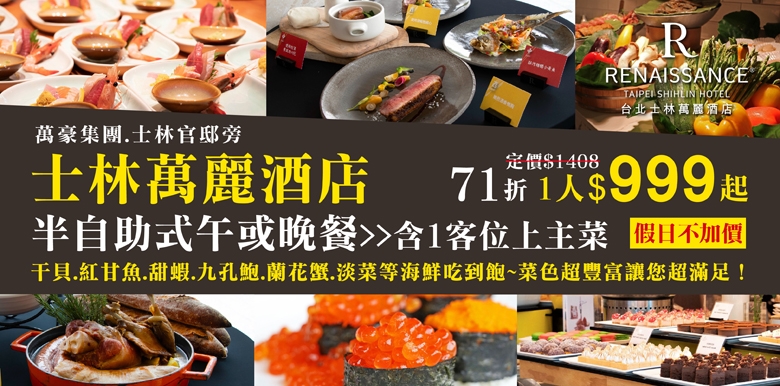 R
RENAISSANCE®
TAIPEI SHIHLIN HOTEL
台北士林萬麗酒店
萬豪集團.士林官邸旁
士林萬麗酒店
定價$1408
71折 1人$999起
半自助式午或晚餐>>含1客位上主菜
假日不加價
干貝.紅甘魚.甜蝦.九孔鮑.蘭花蟹.淡菜等海鮮吃到飽~菜色超豐富讓您超滿足！